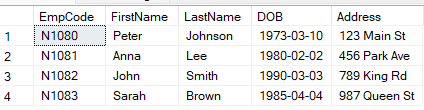 EmpCode FirstName LastName DOB Address
1 N1080 Peter Johnson 1973-03-10 123 Main St
2 N1081 Anna Lee 1980-02-02 456 Park Ave
3 N1082 John Smith 1990-03-03 789 King Rd
4 N1083 Sarah Brown 1985-04-04 987 Queen St